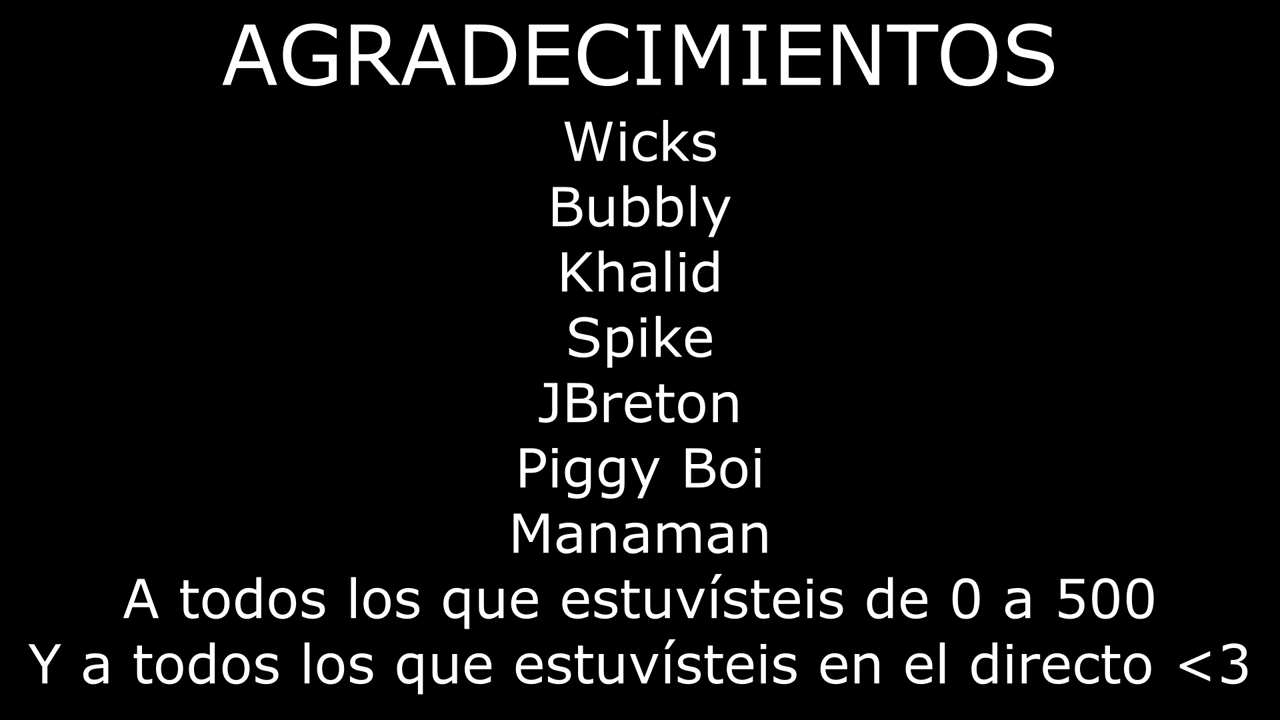 AGRADECIMIENTOS
Wicks
Bubbly
Khalid
Spike
JBreton
Piggy Boi
Manaman
A todos los que estuvísteis de 0 a 500
Y a todos los que estuvísteis en el directo <3